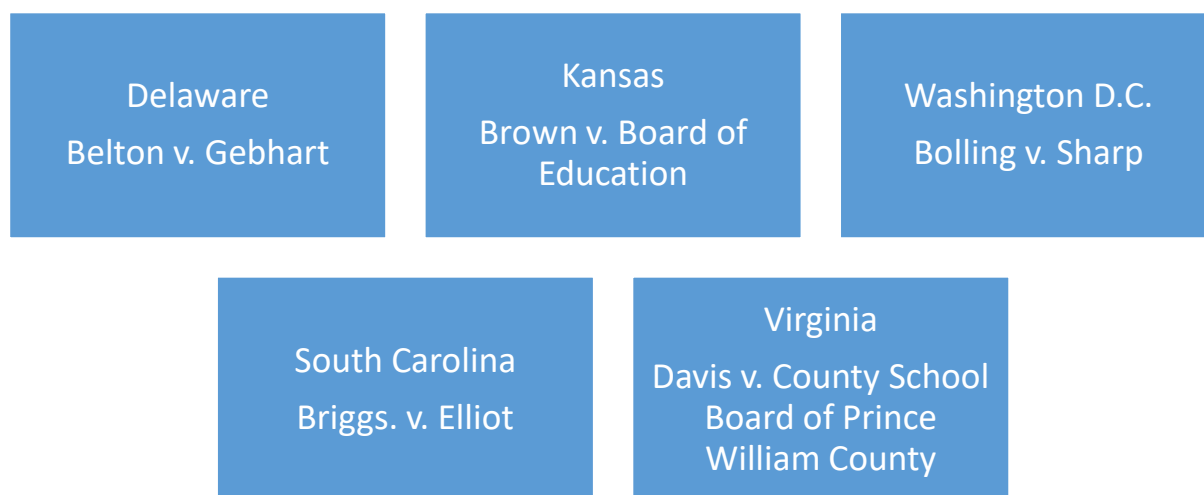 Delaware
Belton v. Gebhart
Kansas
Brown v. Board of
Education
Washington D.C.
Bolling v. Sharp
South Carolina
Briggs. v. Elliot
Virginia
Davis v. County School
Board of Prince
William County